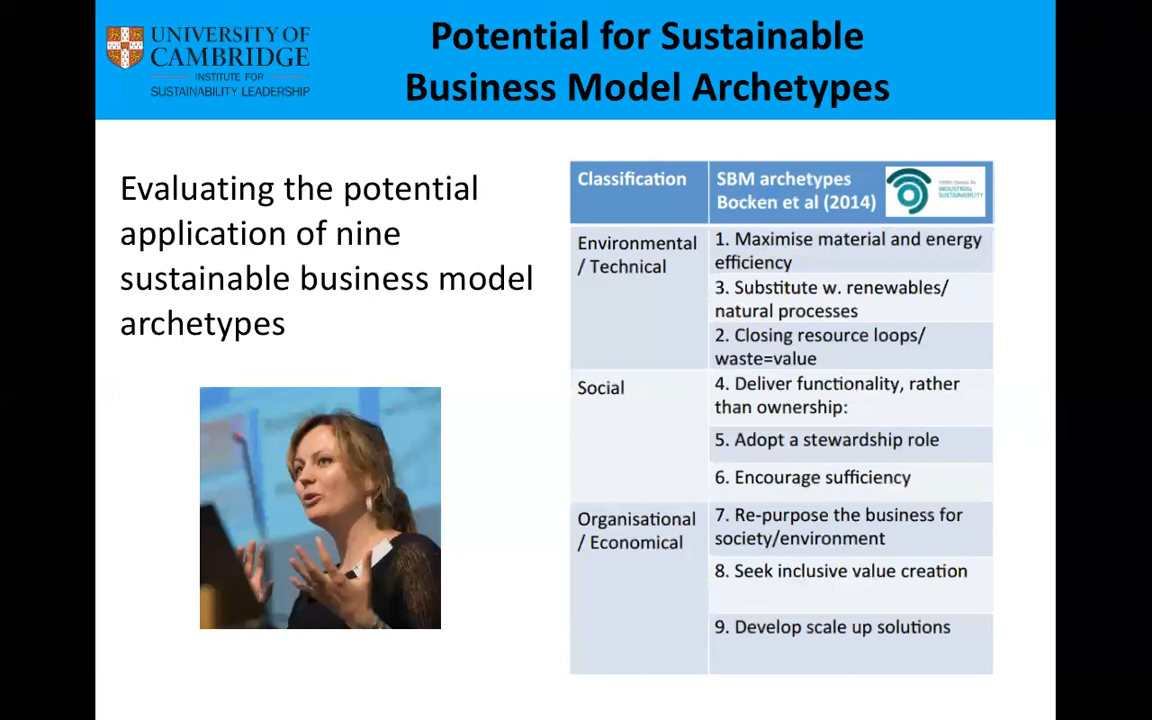 UNIVERSITY OF
CAMBRIDGE
INSTITUTE FOR
SUSTAINABILITY LEADERSHIP
Potential for Sustainable
Business Model Archetypes
Evaluating the potential
application of nine
sustainable business model
archetypes
Classification
SBM archetypes
Bocken et al (2014)
INDUSTRIAL
SUSTAINABILITY
Environmental
/ Technical
1. Maximise material and energy
efficiency
3. Substitute w. renewables/
natural processes
2. Closing resource loops/
waste=value
Social
4. Deliver functionality, rather
than ownership:
5. Adopt a stewardship role
6. Encourage sufficiency
Organisational
/ Economical
7. Re-purpose the business for
society/environment
8. Seek inclusive value creation
9. Develop scale up solutions